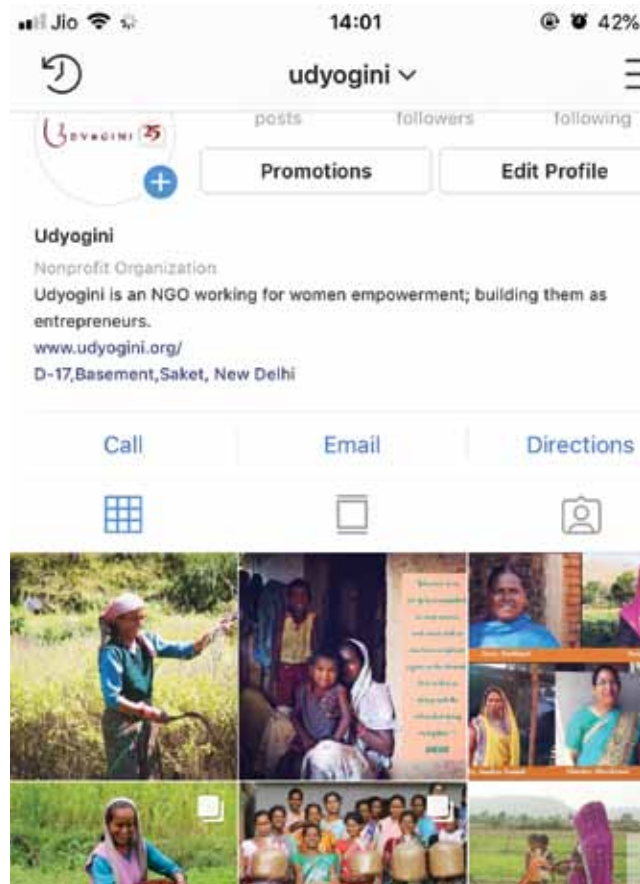 Jio 14:01 42%
udyogini
posts followers following
UDYOGINI 25
Promotions Edit Profile
Udyogini
Nonprofit Organization
Udyogini is an NGO working for women empowerment; building them as
entrepreneurs.
www.udyogini.org/
D-17,Basement,Saket, New Delhi
Call Email Directions